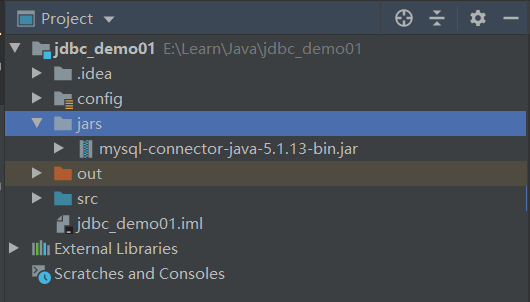 Project
jdbc_demo01 E:\Learn\Java\jdbc_demo01
.idea
config
jars
mysql-connector-java-5.1.13-bin.jar
out
src
jdbc_demo01.iml
External Libraries
Scratches and Consoles